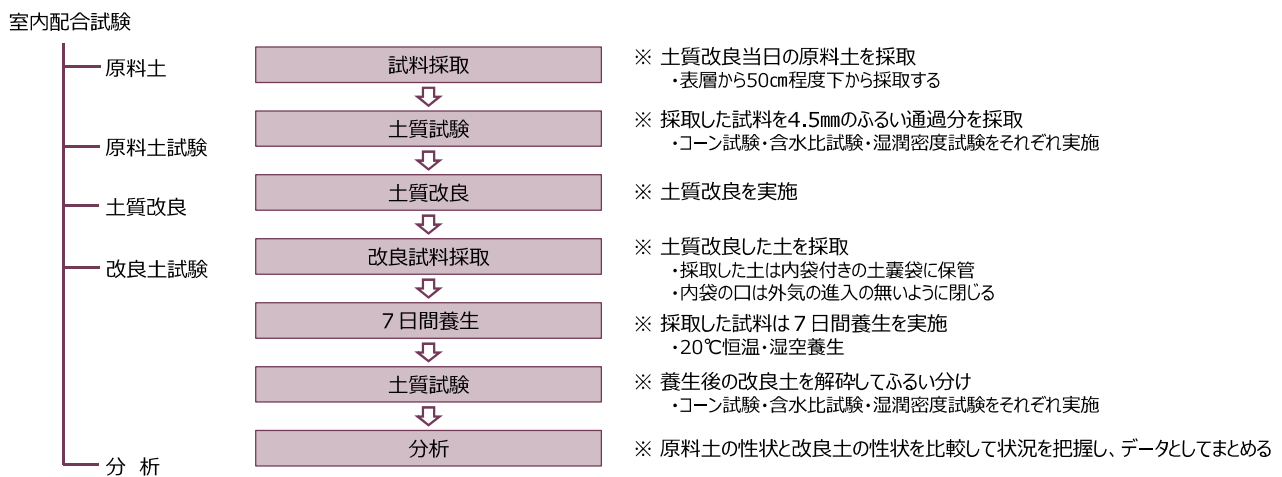 室内配合試験
原料土
試料採取
※ 土質改良当日の原料土を採取
・表層から50㎝程度下から採取する
原料土試験
土質試験
※ 採取した試料を4.5㎜のふるい通過分を採取
・コーン試験・含水比試験・湿潤密度試験をそれぞれ実施
土質改良
土質改良
※ 土質改良を実施
改良土試験
改良試料採取
※ 土質改良した土を採取
・採取した土は内袋付きの土嚢袋に保管
・内袋の口は外気の進入の無いように閉じる
７日間養生
※ 採取した試料は７日間養生を実施
・20℃恒温・湿空養生
土質試験
※ 養生後の改良土を解砕してふるい分け
・コーン試験・含水比試験・湿潤密度試験をそれぞれ実施
分 析
分析
※ 原料土の性状と改良土の性状を比較して状況を把握し、データとしてまとめる